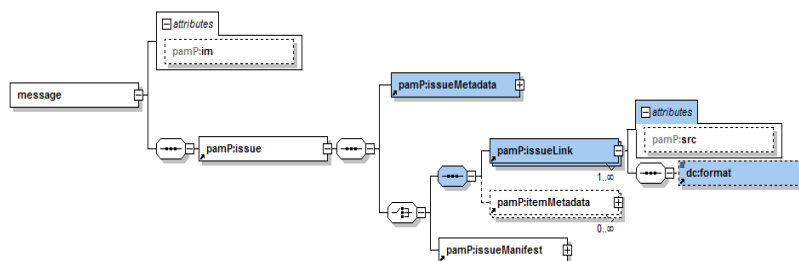 attributes
pamP:im
message
pamP:issue
pamP:issueMetadata
attributes
pamP:src
pamP:issueLink
1..∞
dc:format
pamP:itemMetadata
0..∞
pamP:issueManifest